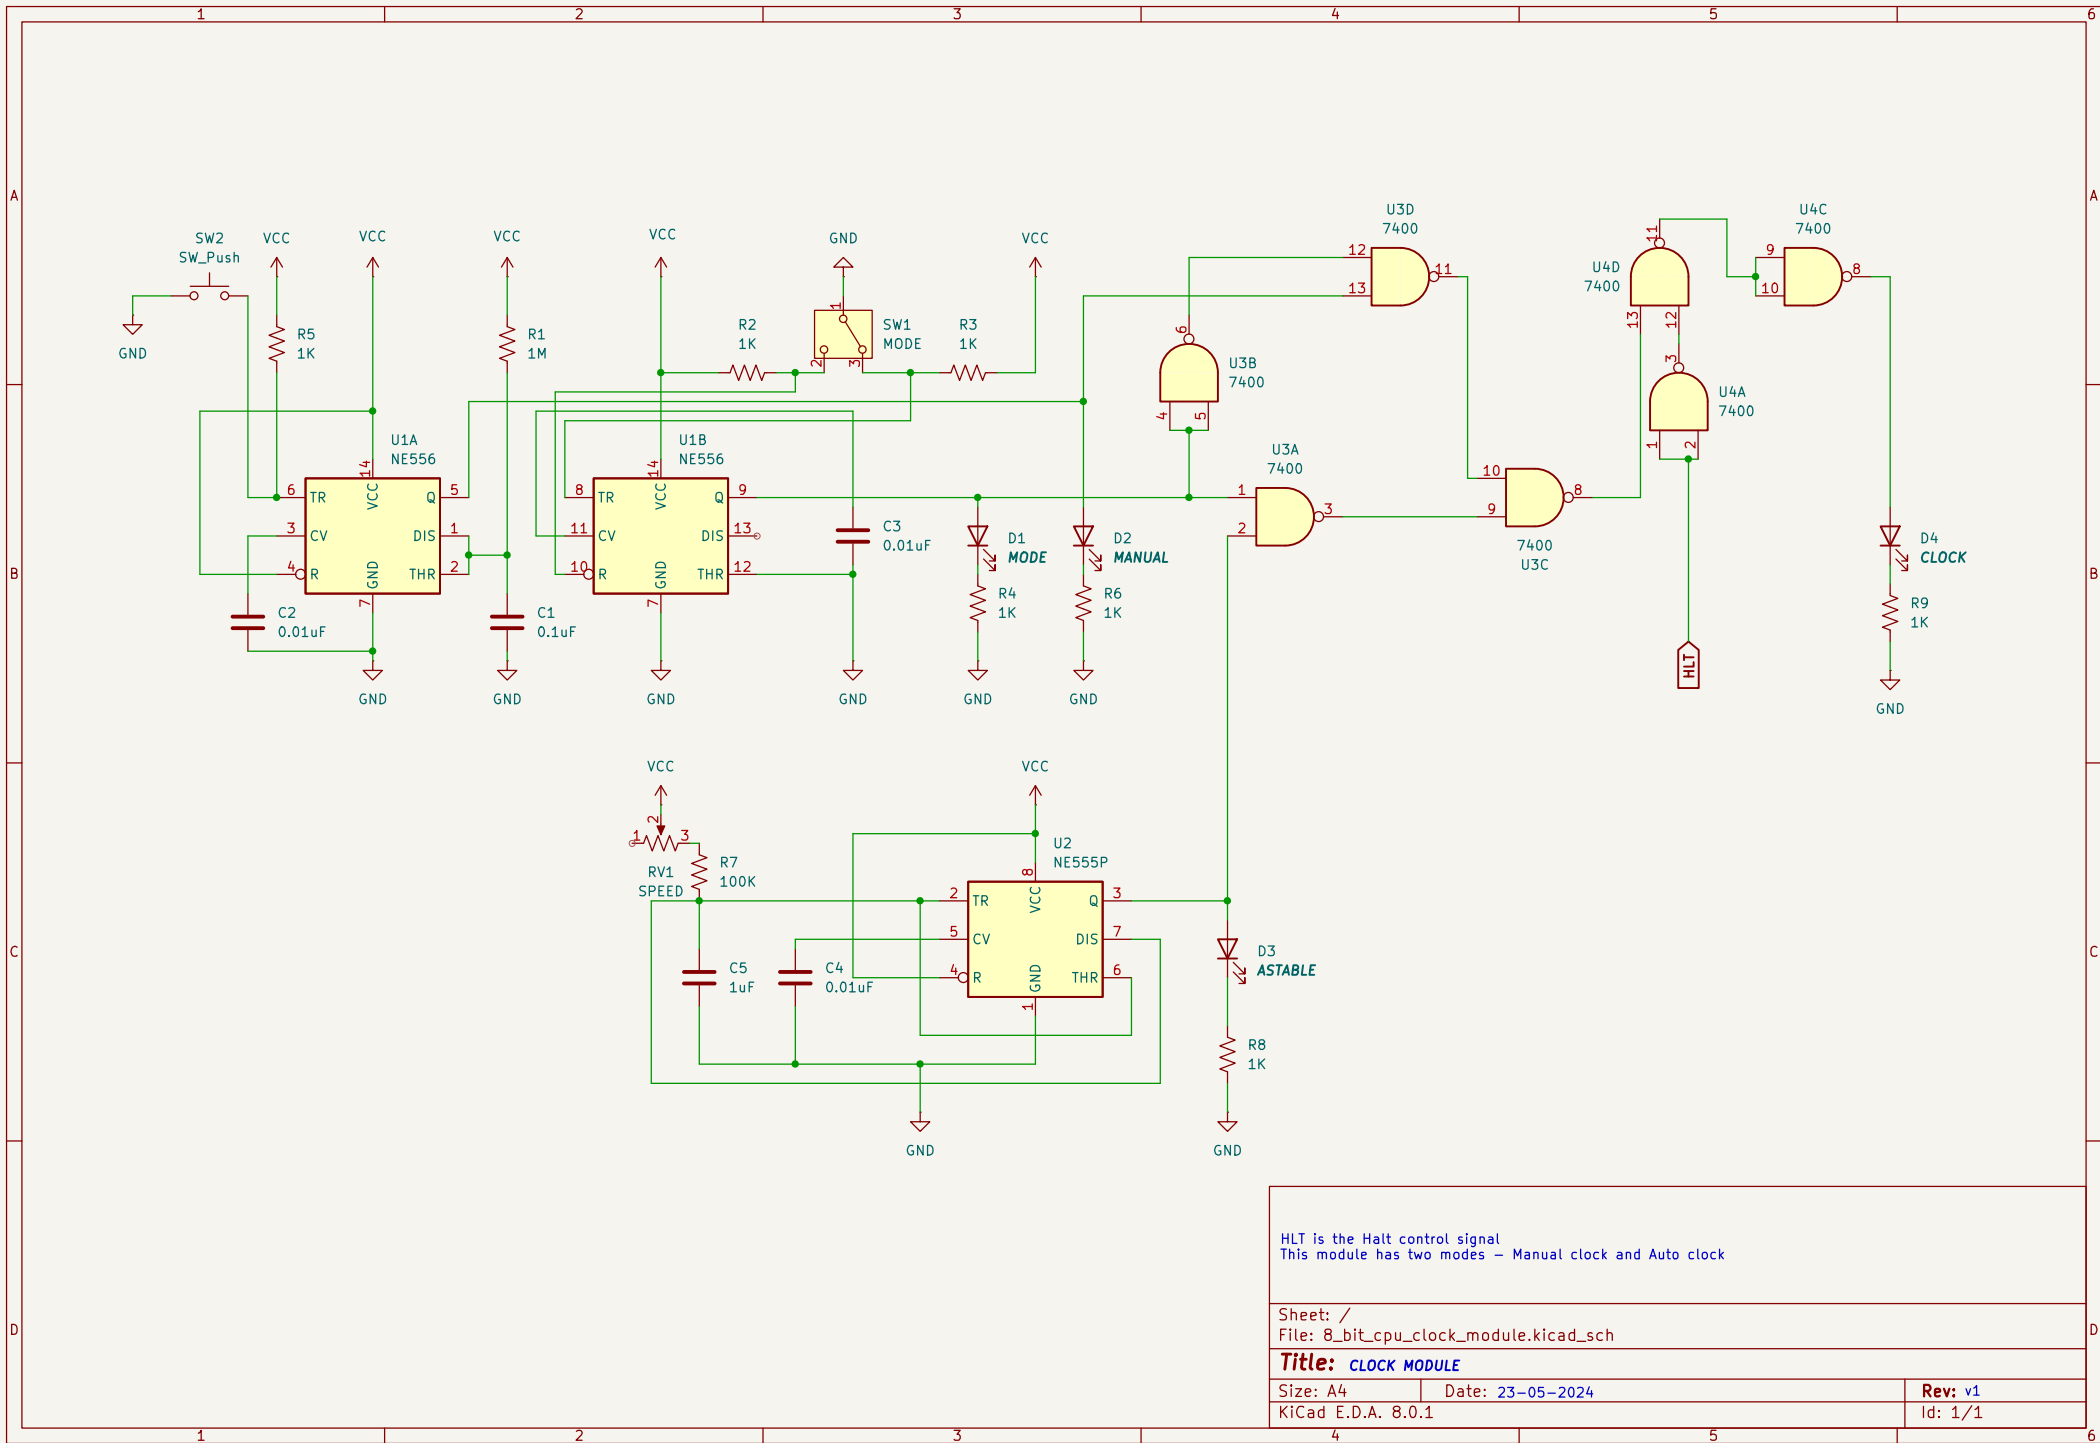 1 2 3 4 5 6
A A
B B
C C
D D
SW2
SW_Push
GND
VCC
R5
1K
VCC
VCC
R1
1M
VCC
R2
1K
GND
1
2
3
SW1
MODE
R3
1K
VCC
U1A
NE556
14
VCC
6 TR
3 CV
4 R
Q 5
DIS 1
THR 2
GND
7
C2
0.01uF
GND
C1
0.1uF
GND
U1B
NE556
14
VCC
8 TR
11 CV
10 R
Q 9
DIS 13
THR 12
GND
7
GND
C3
0.01uF
GND
D1
MODE
R4
1K
GND
D2
MANUAL
R6
1K
GND
U3B
7400
6
4
5
U3A
7400
1
2
3
U3D
7400
12
13
11
10
9
8
7400
U3C
U4D
7400
11
13
12
U4A
7400
3
1
2
HLT
U4C
7400
9
10
8
D4
CLOCK
R9
1K
GND
VCC
1
2
3
RV1
SPEED
R7
100K
C5
1uF
C4
0.01uF
VCC
U2
NE555P
8
VCC
2 TR
5 CV
4 R
Q 3
DIS 7
THR 6
GND
1
GND
D3
ASTABLE
R8
1K
GND
HLT is the Halt control signal
This module has two modes – Manual clock and Auto clock
Sheet: /
File: 8_bit_cpu_clock_module.kicad_sch
Title: CLOCK MODULE
Size: A4 Date: 23-05-2024 Rev: v1
KiCad E.D.A. 8.0.1 Id: 1/1
1 2 3 4 5 6